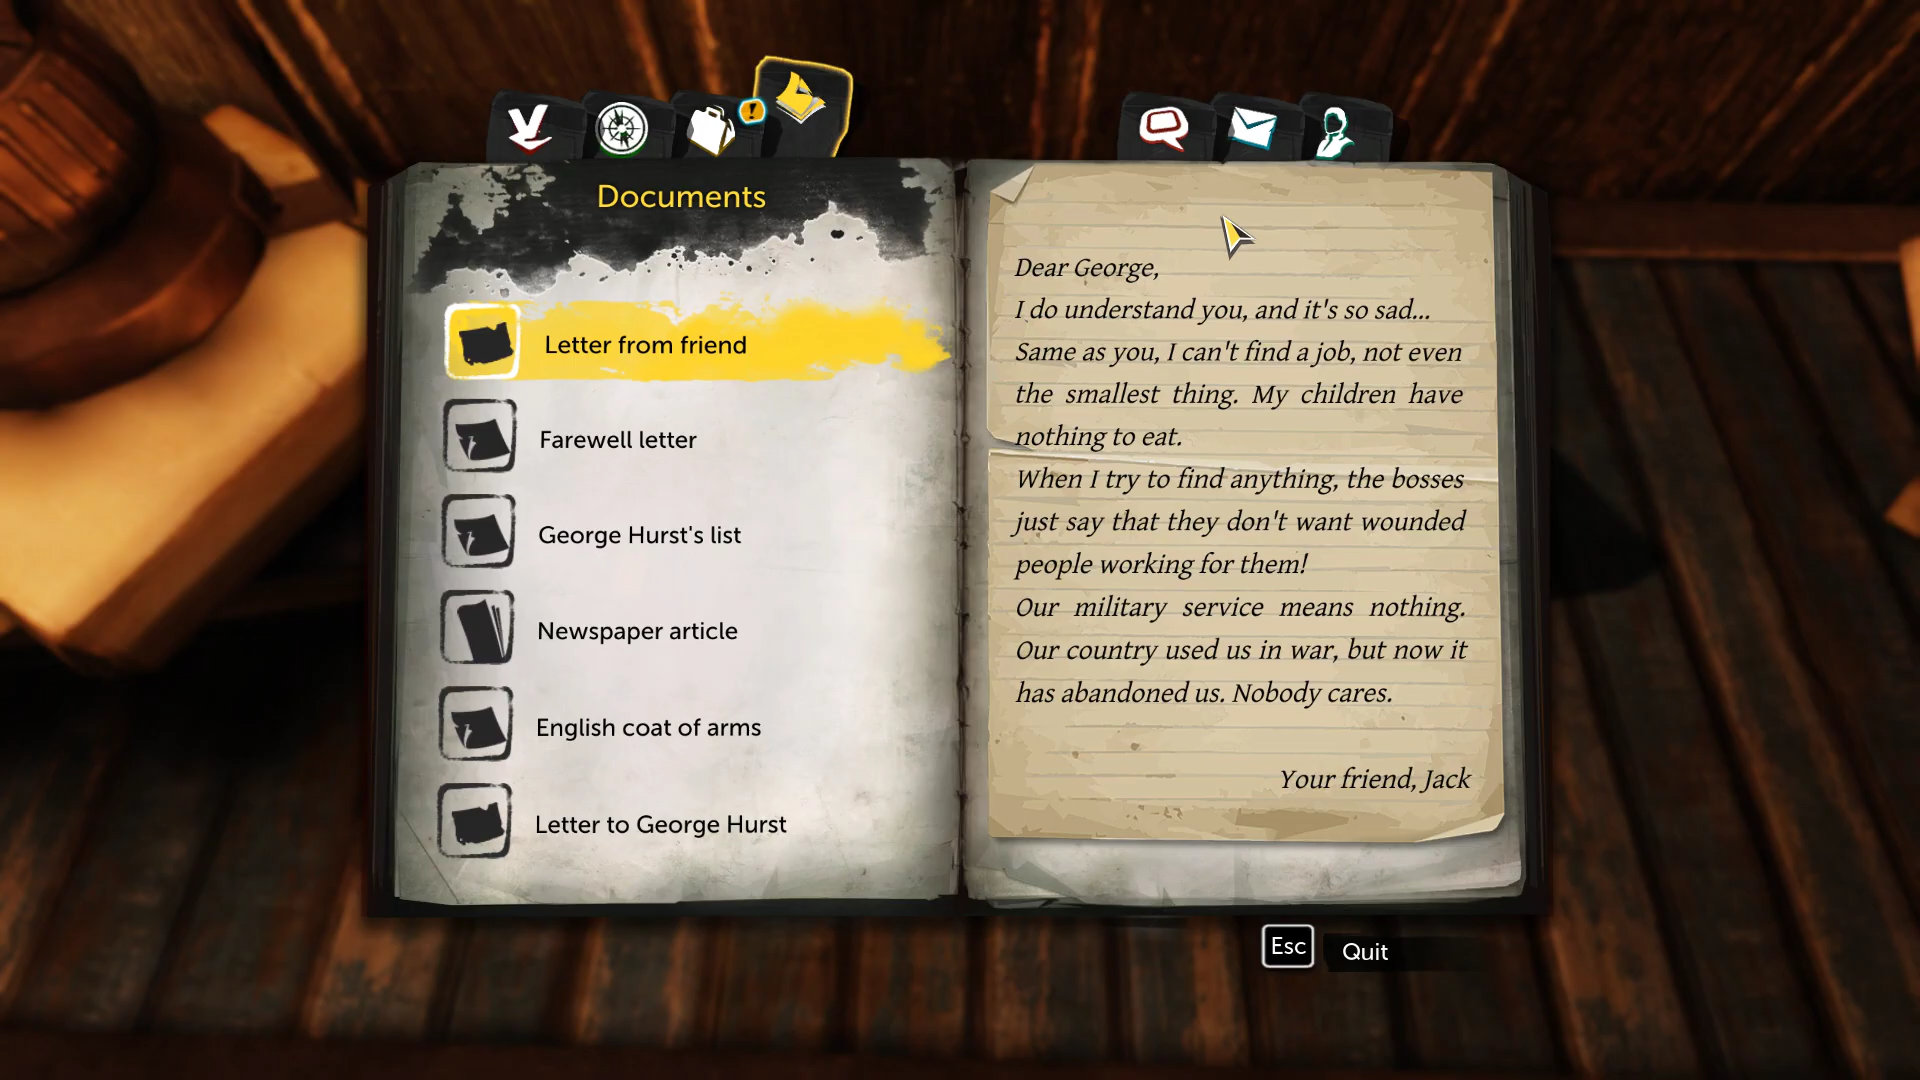 Documents
Letter from friend
Farewell letter
George Hurst's list
Newspaper article
English coat of arms
Letter to George Hurst
Dear George,
I do understand you, and it's so sad...
Same as you, I can't find a job, not even
the smallest thing. My children have
nothing to eat.
When I try to find anything, the bosses
just say that they don't want wounded
people working for them!
Our military service means nothing.
Our country used us in war, but now it
has abandoned us. Nobody cares.
Your friend, Jack
Esc Quit